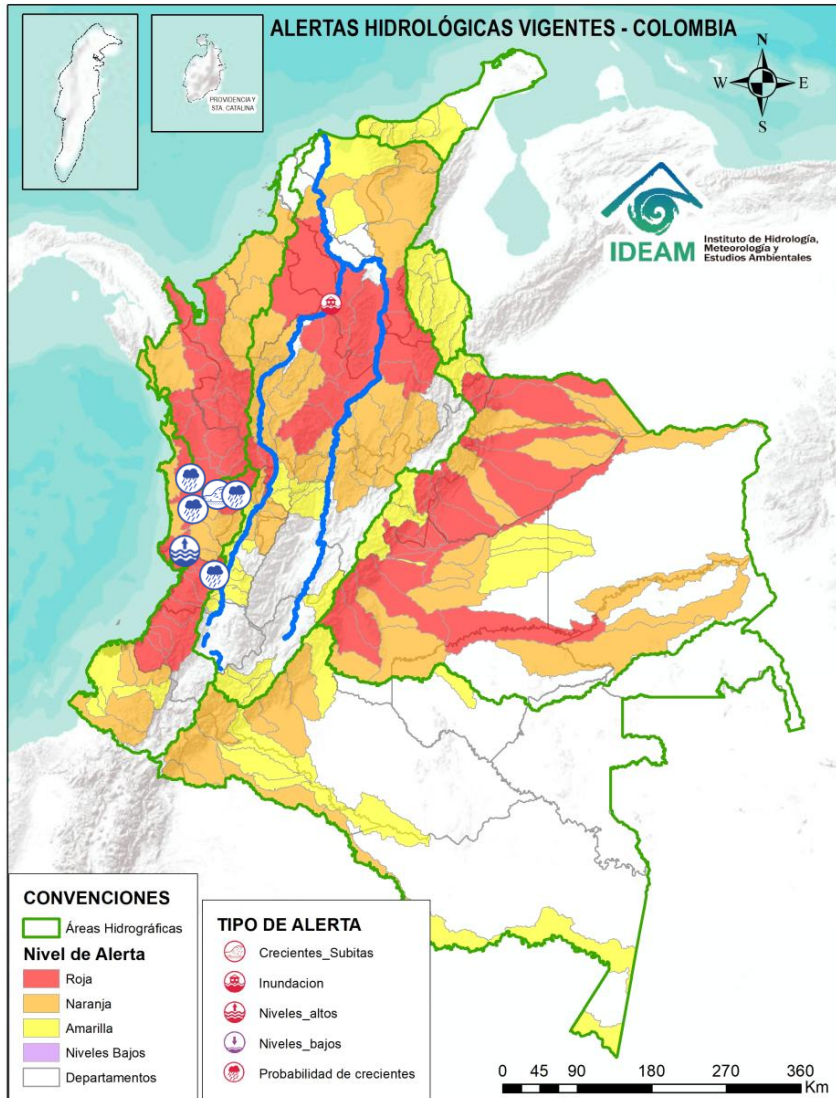 ALERTAS HIDROLÓGICAS VIGENTES - COLOMBIA
PROVIDENCIA Y
STA. CATALINA
N
W
E
S
IDEAM
Instituto de Hidrología,
Meteorología y
Estudios Ambientales
CONVENCIONES
Áreas Hidrográficas
Nivel de Alerta
Roja
Naranja
Amarilla
Niveles Bajos
Departamentos
TIPO DE ALERTA
Crecientes_Subitas
Inundacion
Niveles_altos
Niveles_bajos
Probabilidad de crecientes
0 45 90 180 270 360
Km